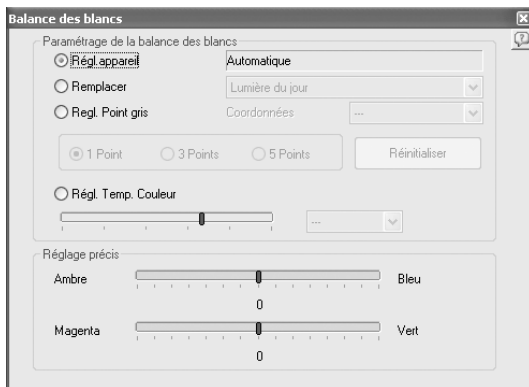 Balance des blancs
Paramétrage de la balance des blancs
Régl.appareil Automatique
Remplacer Lumière du jour
Regl. Point gris Coordonnées ---
1 Point 3 Points 5 Points Réinitialiser
Régl. Temp. Couleur
---
Réglage précis
Ambre Bleu
0
Magenta Vert
0